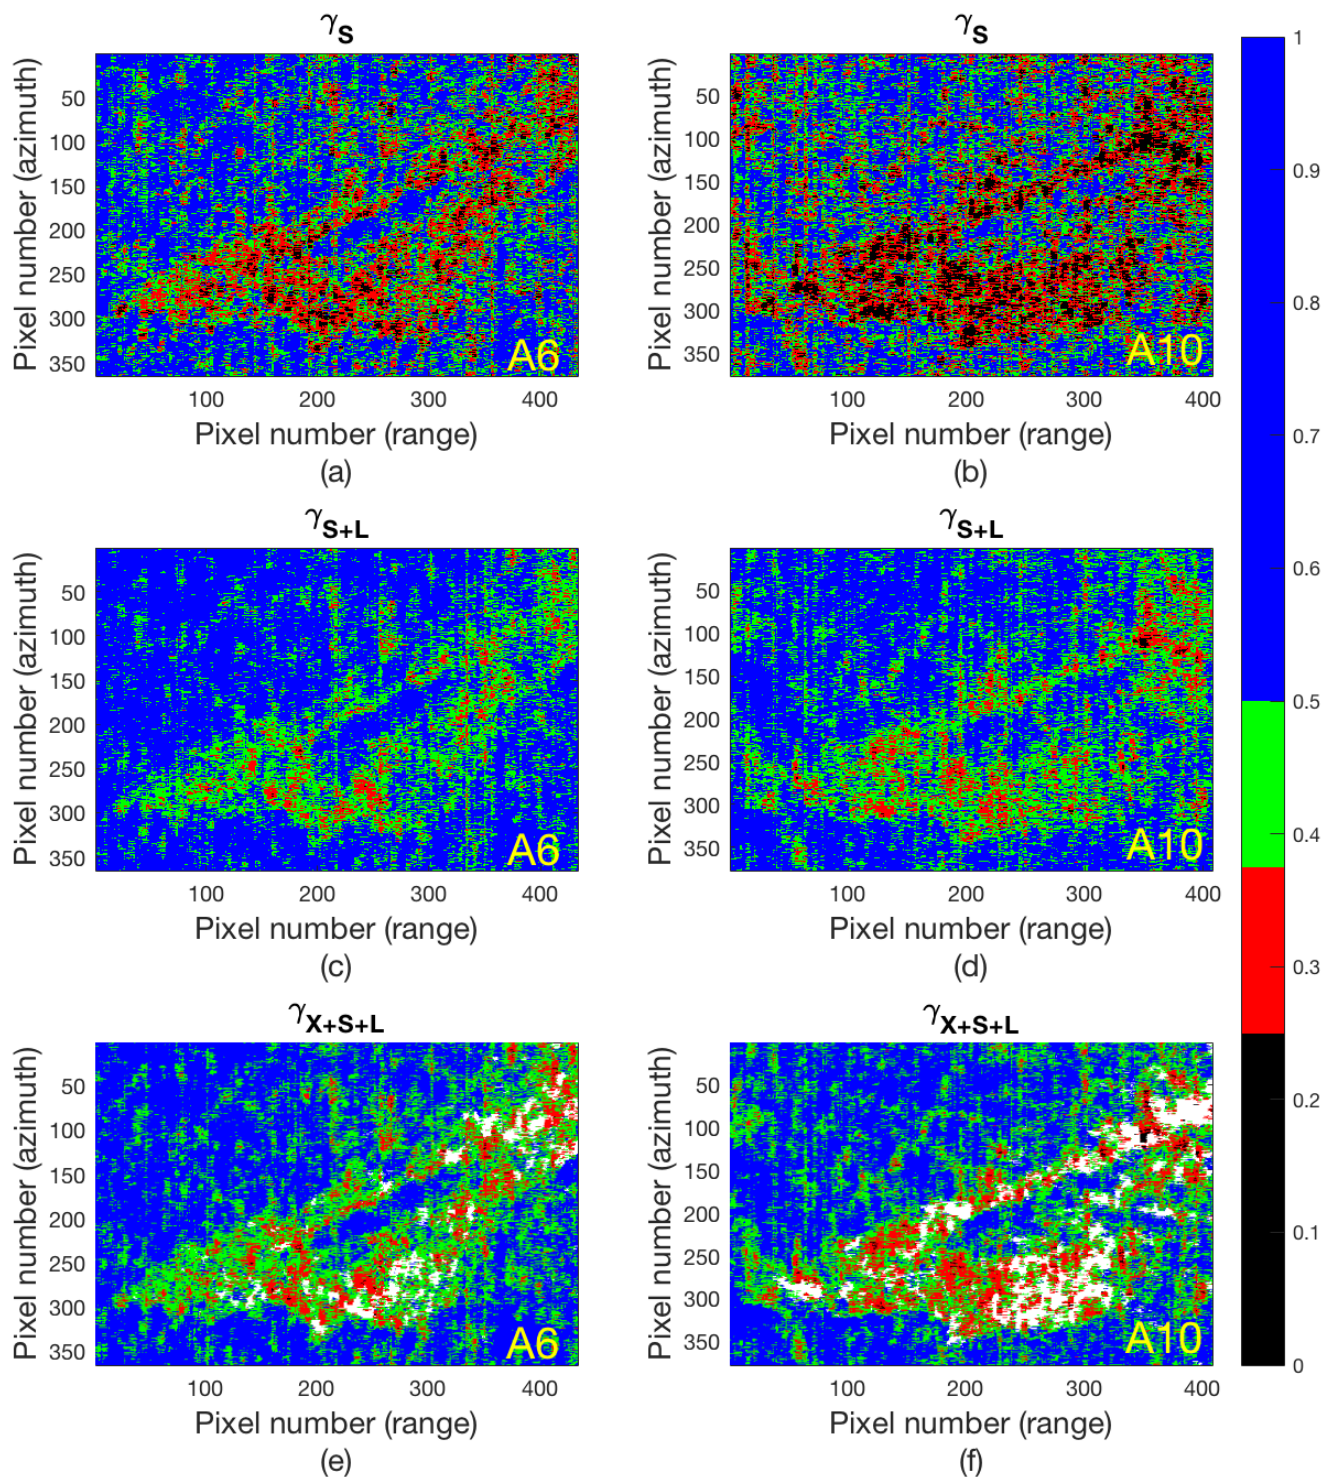 γS
50
100
150
200
250
300
350
Pixel number (azimuth)
A6
100 200 300 400
Pixel number (range)
(a)
γS
50
100
150
200
250
300
350
Pixel number (azimuth)
A10
100 200 300 400
Pixel number (range)
(b)
γS+L
50
100
150
200
250
300
350
Pixel number (azimuth)
A6
100 200 300 400
Pixel number (range)
(c)
γS+L
50
100
150
200
250
300
350
Pixel number (azimuth)
A10
100 200 300 400
Pixel number (range)
(d)
γX+S+L
50
100
150
200
250
300
350
Pixel number (azimuth)
A6
100 200 300 400
Pixel number (range)
(e)
γX+S+L
50
100
150
200
250
300
350
Pixel number (azimuth)
A10
100 200 300 400
Pixel number (range)
(f)
1
0.9
0.8
0.7
0.6
0.5
0.4
0.3
0.2
0.1
0